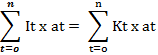 n n
∑ It x at = ∑ Kt x at
t=o t=o